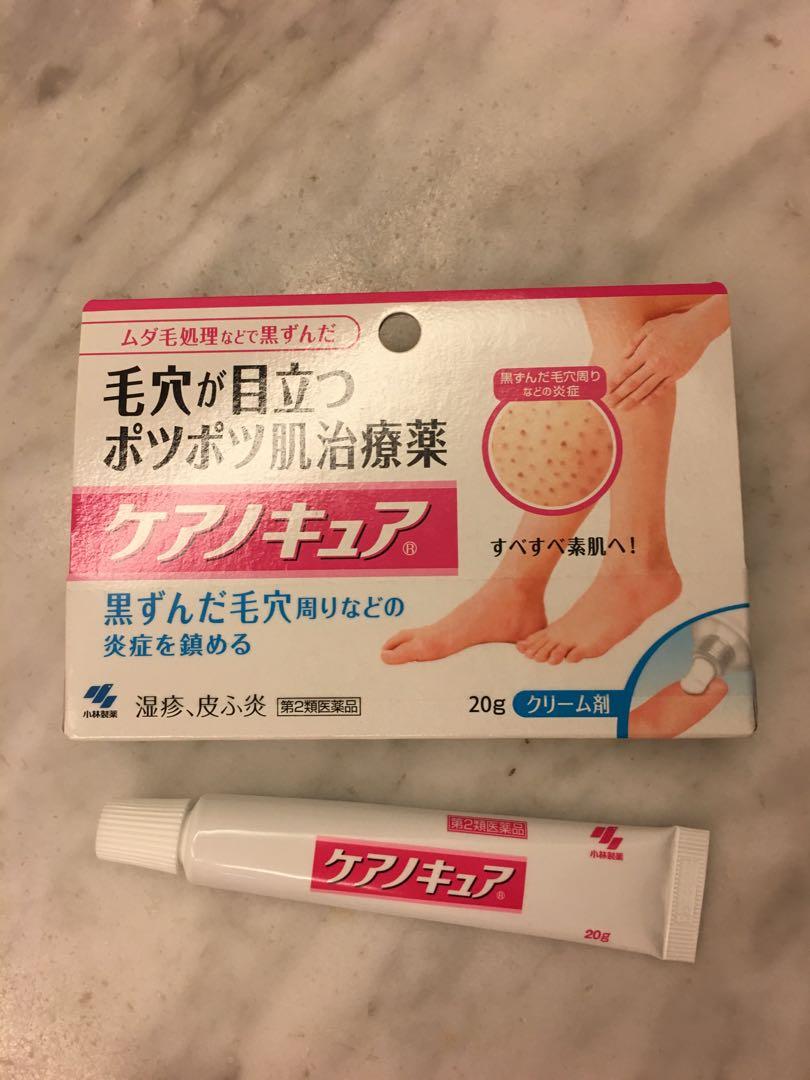 ムダ毛処理などで黒ずんだ
毛穴が目立つ
ポツポツ肌治療薬
ケアノキュア®
黒ずんだ毛穴周りなどの
炎症を鎮める
黒ずんだ毛穴周り
などの炎症
すべすべ素肌へ!
小林製薬
湿疹、皮ふ炎 第2類医薬品
20g クリーム剤
第2類医薬品
ケアノキュア®
小林製薬
20g